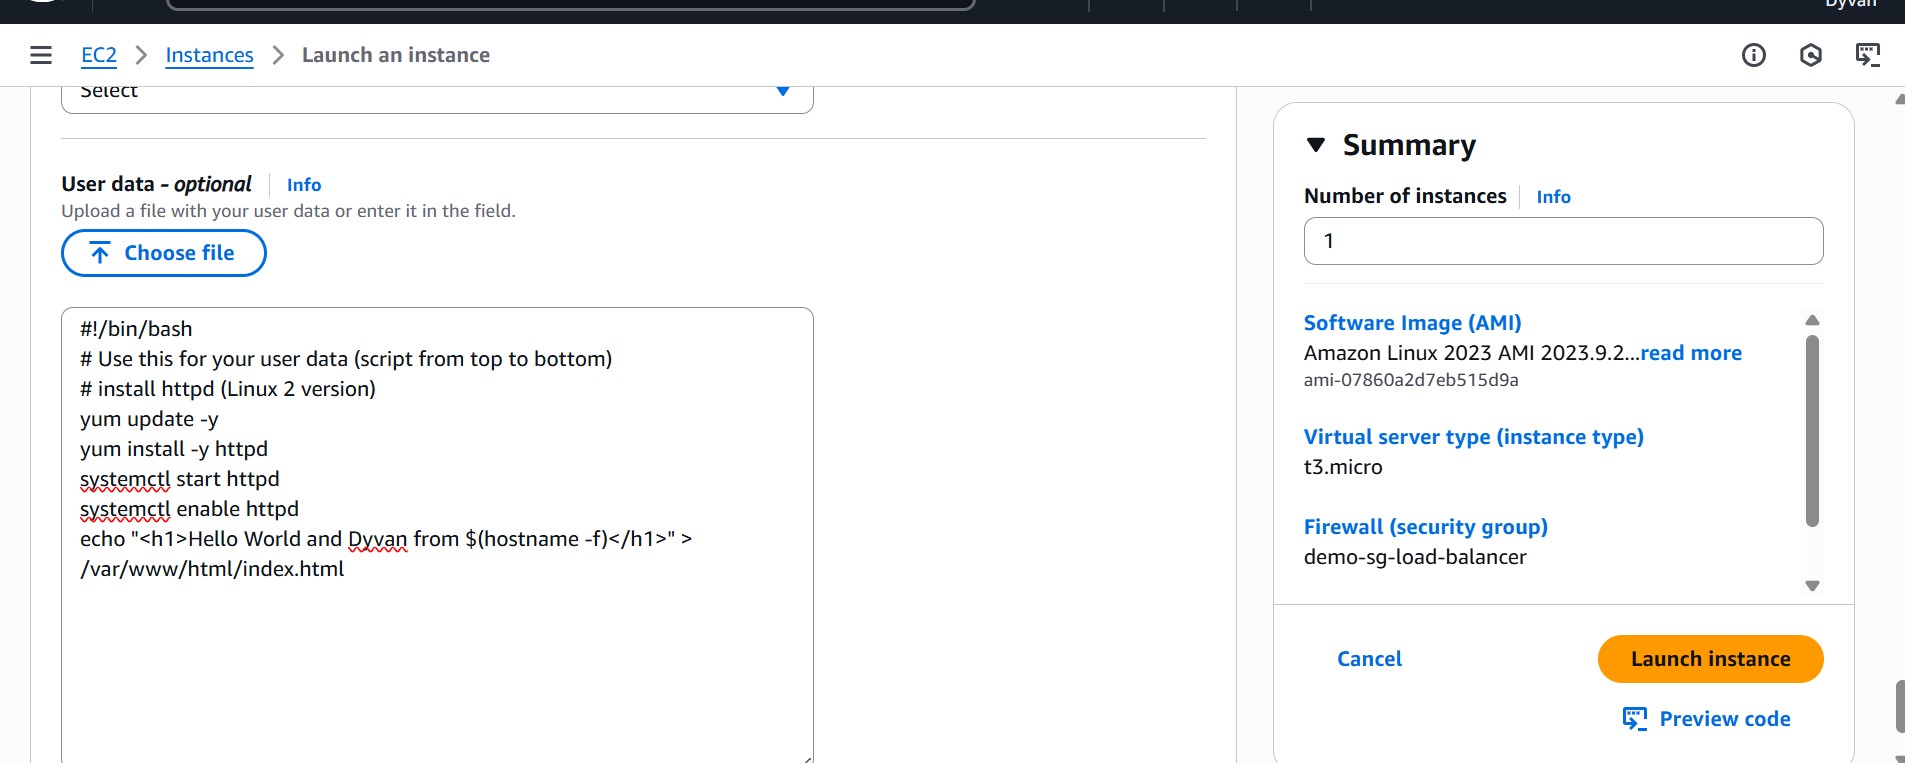 Dyvan
EC2 > Instances > Launch an instance
Select
User data - optional Info
Upload a file with your user data or enter it in the field.
Choose file
#!/bin/bash
# Use this for your user data (script from top to bottom)
# install httpd (Linux 2 version)
yum update -y
yum install -y httpd
systemctl start httpd
systemctl enable httpd
echo "<h1>Hello World and Dyvan from $(hostname -f)</h1>" >
/var/www/html/index.html
Summary
Number of instances Info
1
Software Image (AMI)
Amazon Linux 2023 AMI 2023.9.2...read more
ami-07860a2d7eb515d9a
Virtual server type (instance type)
t3.micro
Firewall (security group)
demo-sg-load-balancer
Cancel
Launch instance
Preview code